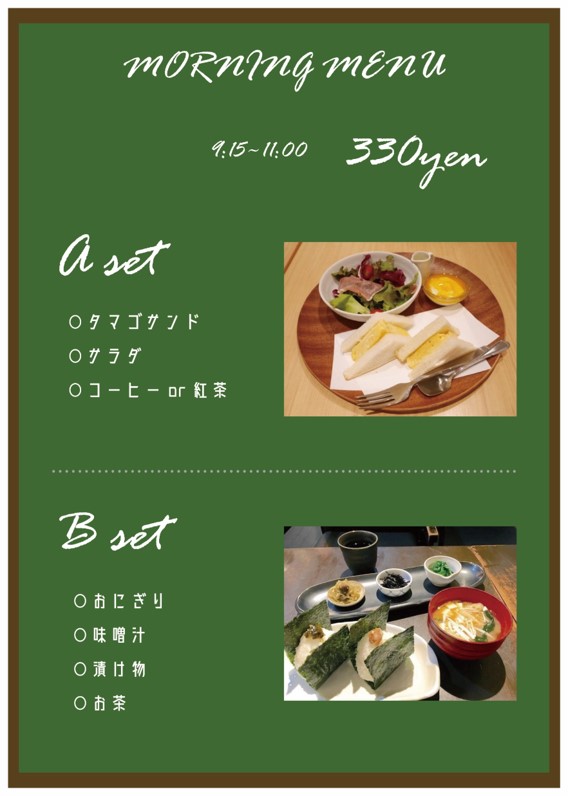 MORNING MENU
9:15~11:00 330yen
A set
○タマゴサンド
○サラダ
○コーヒー or 紅茶
B set
○おにぎり
○味噌汁
○漬け物
○お茶